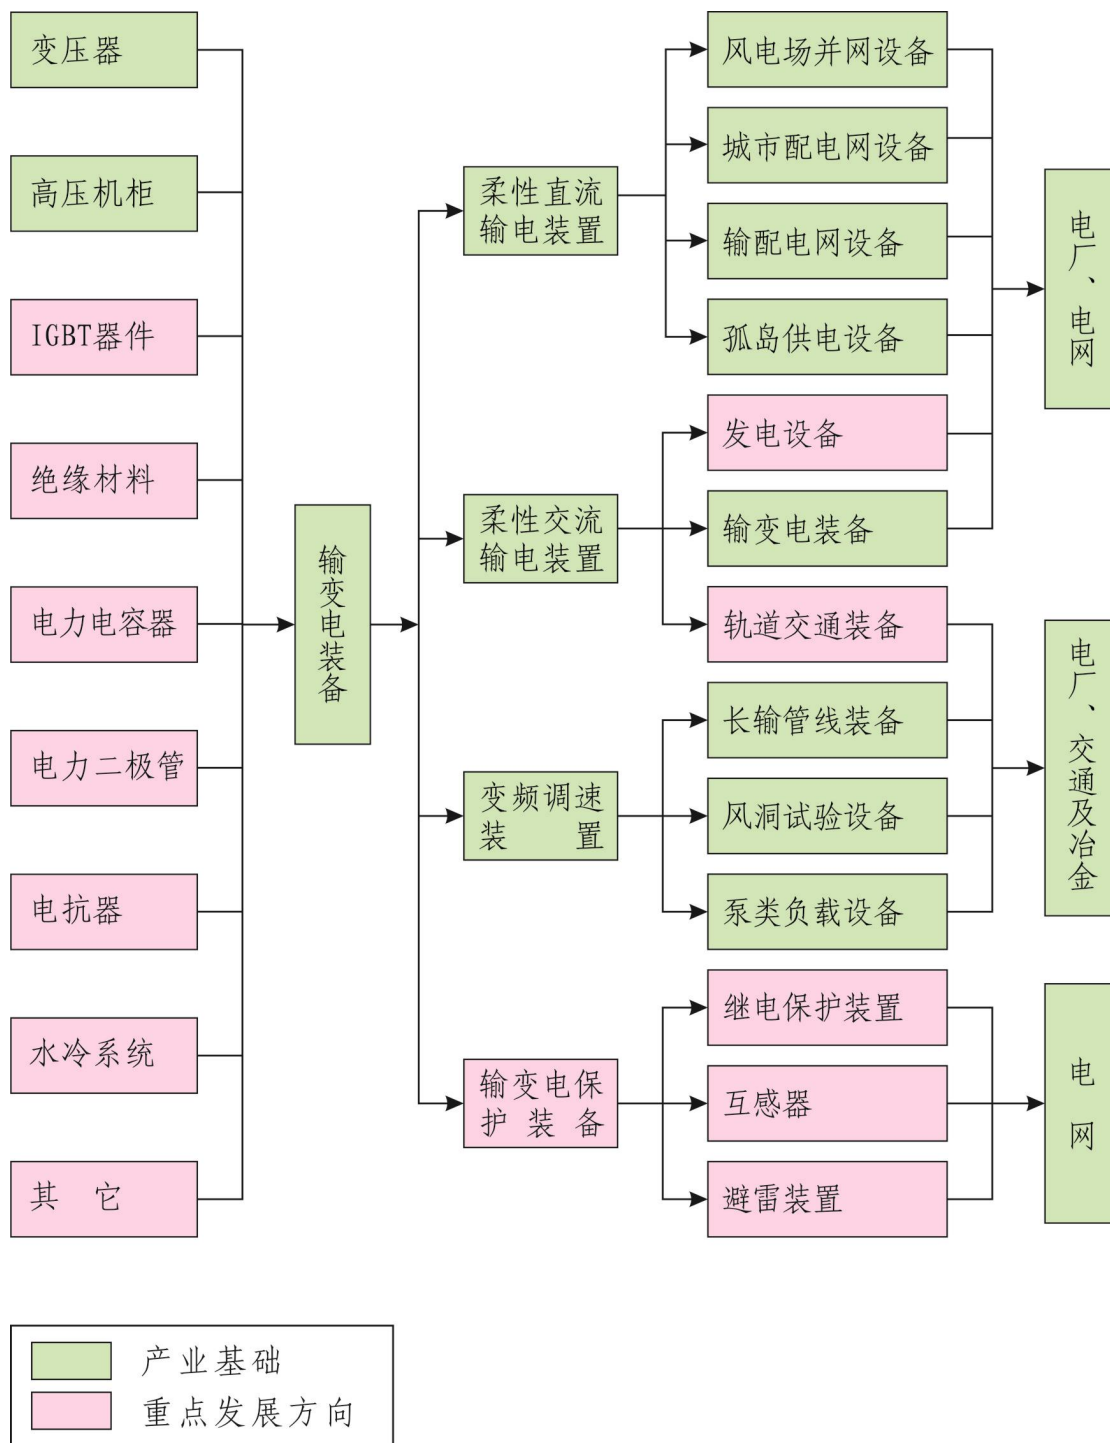 变压器
高压机柜
IGBT器件
绝缘材料
电力电容器
电力二极管
电抗器
水冷系统
其它
输变电装备
柔性直流
输电装置
柔性交流
输电装置
变频调速
装置
输变电保
护装备
风电场并网设备
城市配电网设备
输配电网设备
孤岛供电设备
发电设备
输变电装备
轨道交通装备
长输管线装备
风洞试验设备
泵类负载设备
继电保护装置
互感器
避雷装置
电厂、电网
电厂、交通及冶金
电网
产业基础
重点发展方向